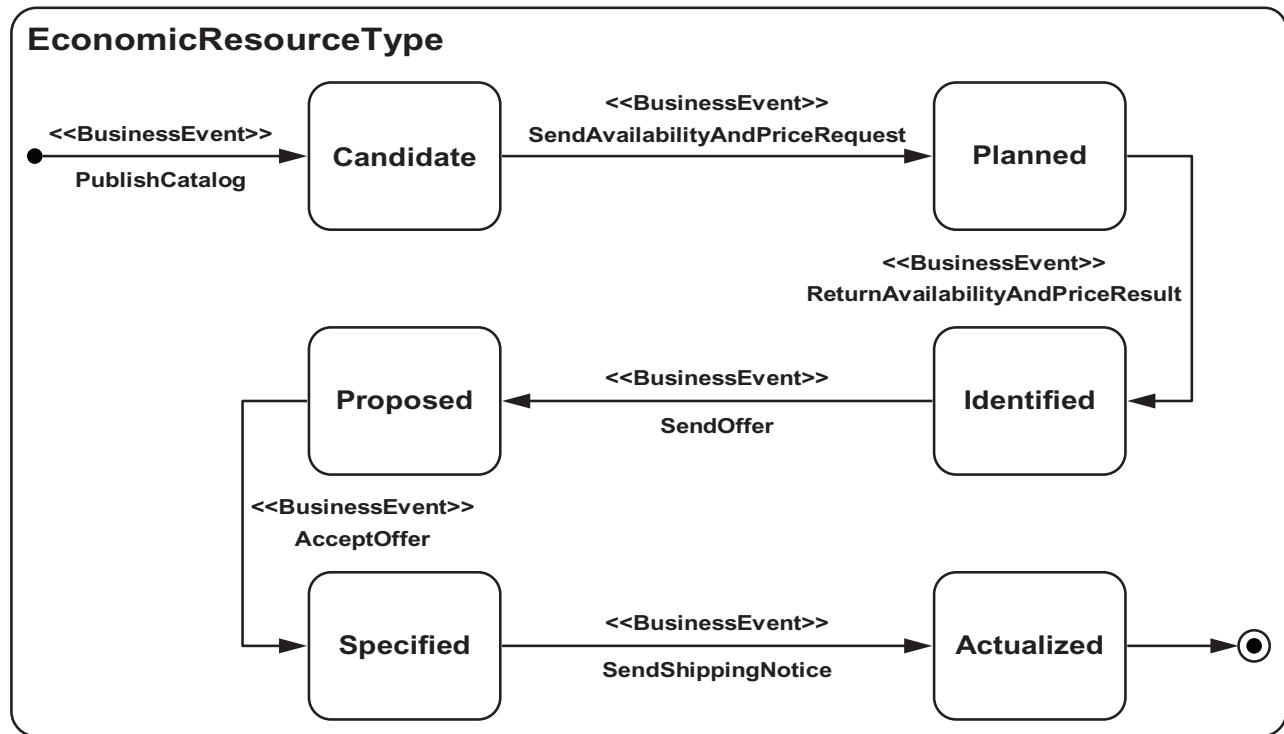 EconomicResourceType
<<BusinessEvent>>
PublishCatalog
Candidate
<<BusinessEvent>>
SendAvailabilityAndPriceRequest
Planned
<<BusinessEvent>>
ReturnAvailabilityAndPriceResult
Identified
<<BusinessEvent>>
SendOffer
Proposed
<<BusinessEvent>>
AcceptOffer
Specified
<<BusinessEvent>>
SendShippingNotice
Actualized